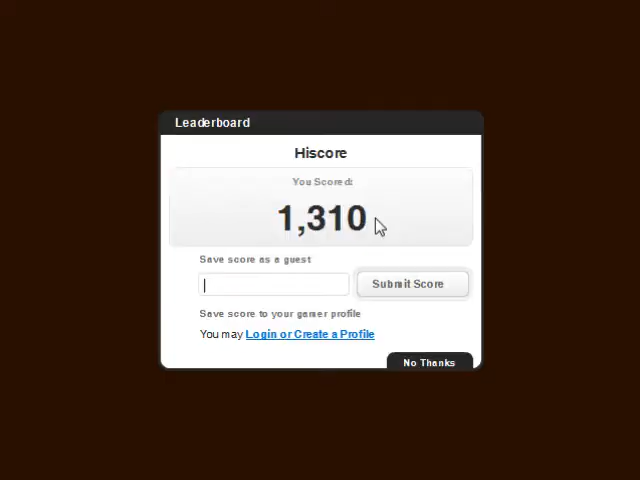 Leaderboard
Hiscore
You Scored:
1,310
Save score as a guest
Submit Score
Save score to your gamer profile
You may Login or Create a Profile
No Thanks